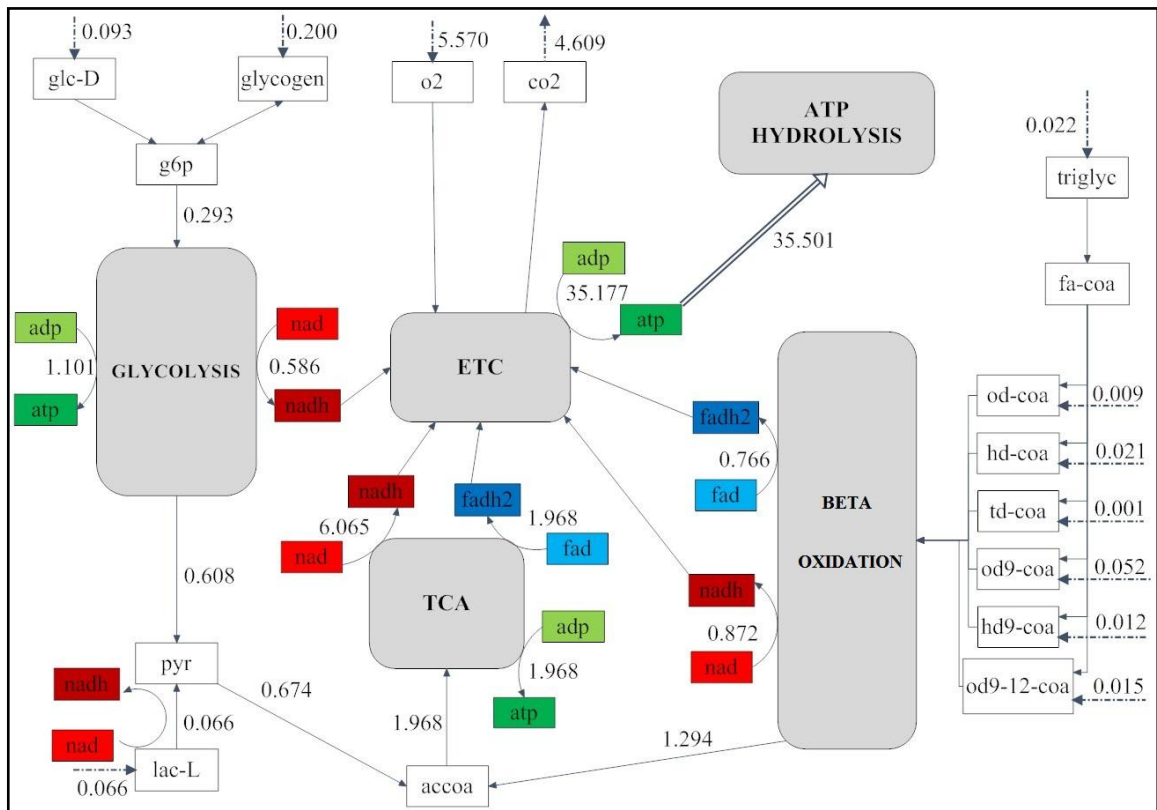 0.093
0.200
5.570
4.609
glc-D
glycogen
o2
co2
ATP
HYDROLYSIS
0.022
triglyc
g6p
0.293
35.501
adp
35.177
atp
fa-coa
adp
1.101
atp
GLYCOLYSIS
nad
0.586
nadh
ETC
od-coa
0.009
hd-coa
0.021
td-coa
0.001
od9-coa
0.052
hd9-coa
0.012
od9-12-coa
0.015
fadh2
0.766
fad
BETA
OXIDATION
nadh
6.065
nad
fadh2
1.968
fad
TCA
nadh
0.872
nad
adp
1.968
atp
0.608
pyr
0.674
nadh
nad
0.066
lac-L
0.066
1.968
accoa
1.294